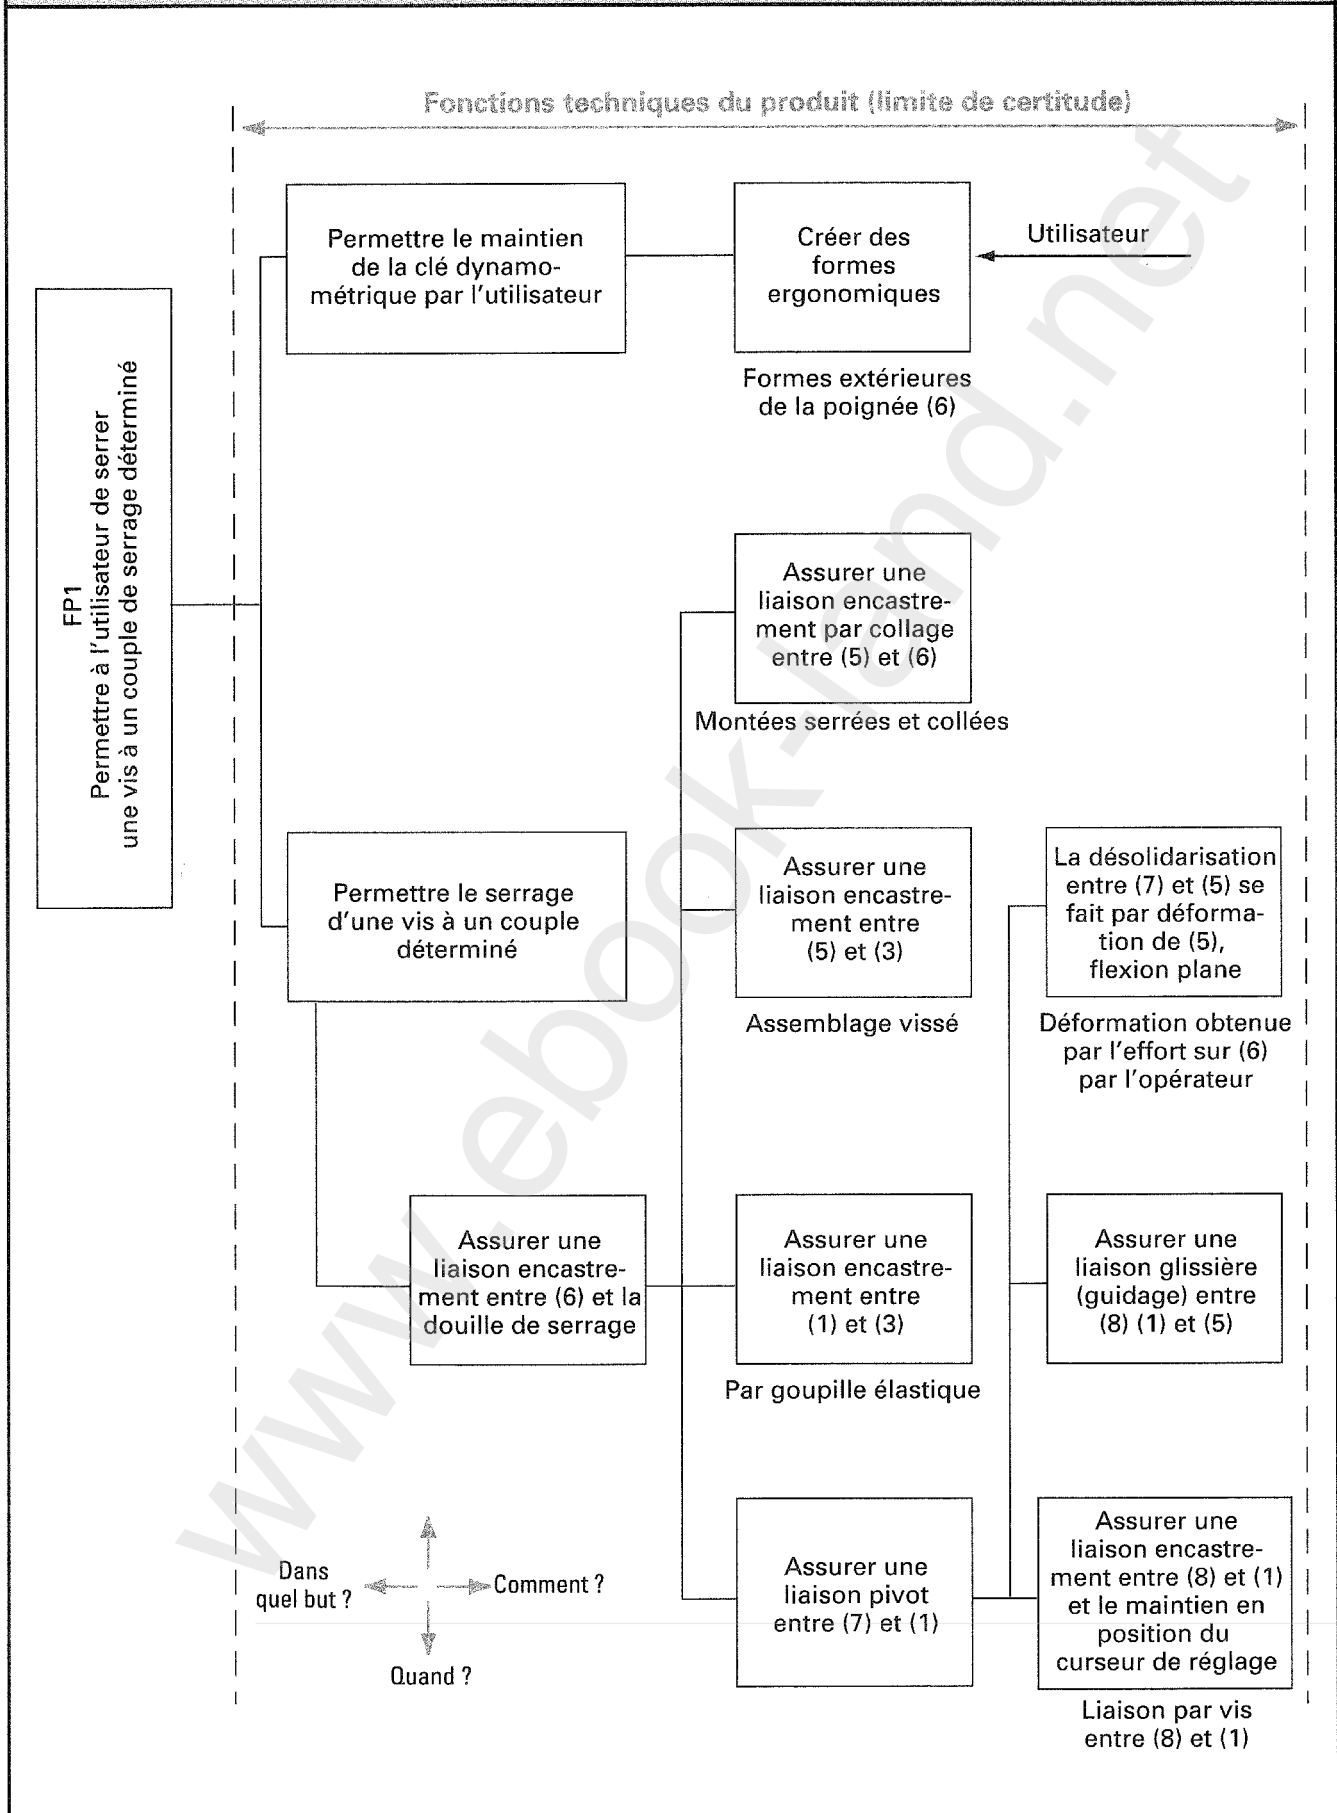 Fonctions techniques du produit (limite de certitude)
FP1
Permettre à l'utilisateur de serrer
une vis à un couple de serrage déterminé
Permettre le maintien
de la clé dynamo-
métrique par l'utilisateur
Créer des
formes
ergonomiques
Utilisateur
Formes extérieures
de la poignée (6)
Assurer une
liaison encastre-
ment par collage
entre (5) et (6)
Montées serrées et collées
Permettre le serrage
d'une vis à un couple
déterminé
Assurer une
liaison encastre-
ment entre
(5) et (3)
Assemblage vissé
La désolidarisation
entre (7) et (5) se
fait par déforma-
tion de (5),
flexion plane
Déformation obtenue
par l'effort sur (6)
par l'opérateur
Assurer une
liaison encastre-
ment entre (6) et la
douille de serrage
Assurer une
liaison encastre-
ment entre
(1) et (3)
Par goupille élastique
Assurer une
liaison glissière
(guidage) entre
(8) (1) et (5)
Assurer une
liaison pivot
entre (7) et (1)
Assurer une
liaison encastre-
ment entre (8) et (1)
et le maintien en
position du
curseur de réglage
Liaison par vis
entre (8) et (1)
Dans
quel but ?
Comment ?
Quand ?
www.ebook-land.net